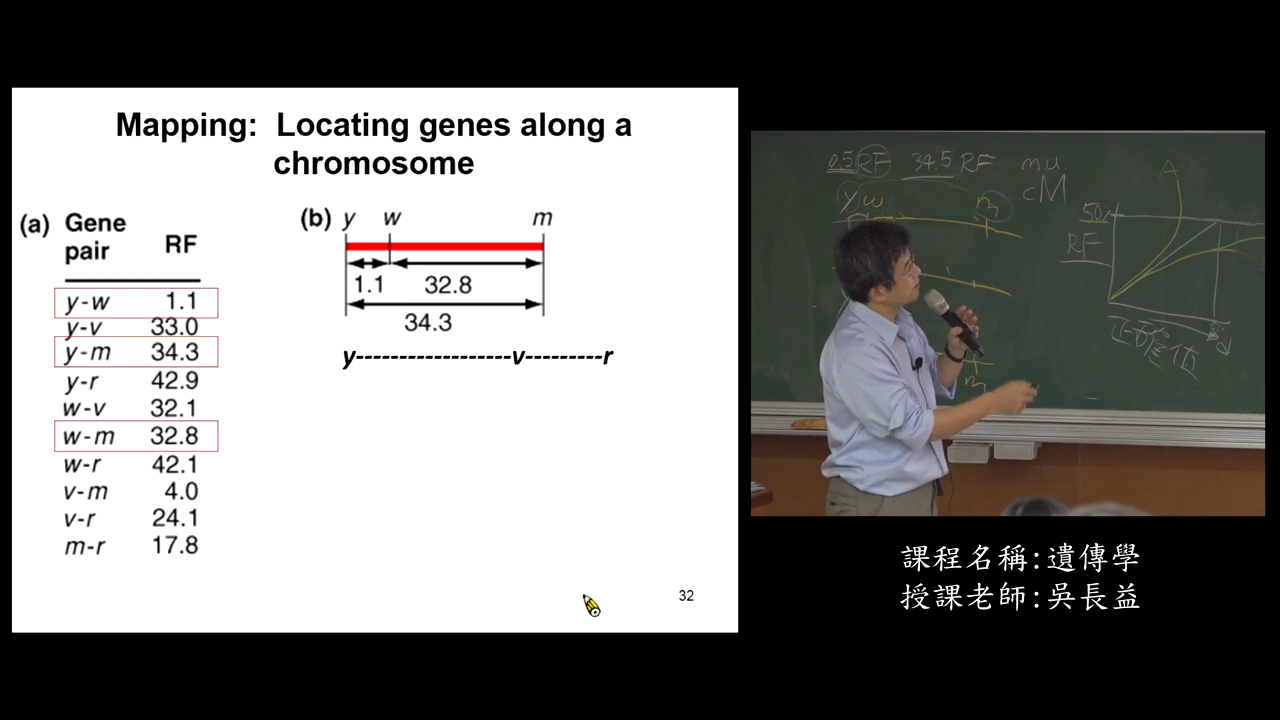 Mapping: Locating genes along a
chromosome
(a) Gene pair RF
y-w 1.1
y-v 33.0
y-m 34.3
y-r 42.9
w-v 32.1
w-m 32.8
w-r 42.1
v-m 4.0
v-r 24.1
m-r 17.8
(b) y w m
1.1 32.8
34.3
y------------------v---------r
32
0.5 RF 34.5 RF m.u.
cM
y w m
m
A
50
RF
d
課程名稱:遺傳學
授課老師:吳長益